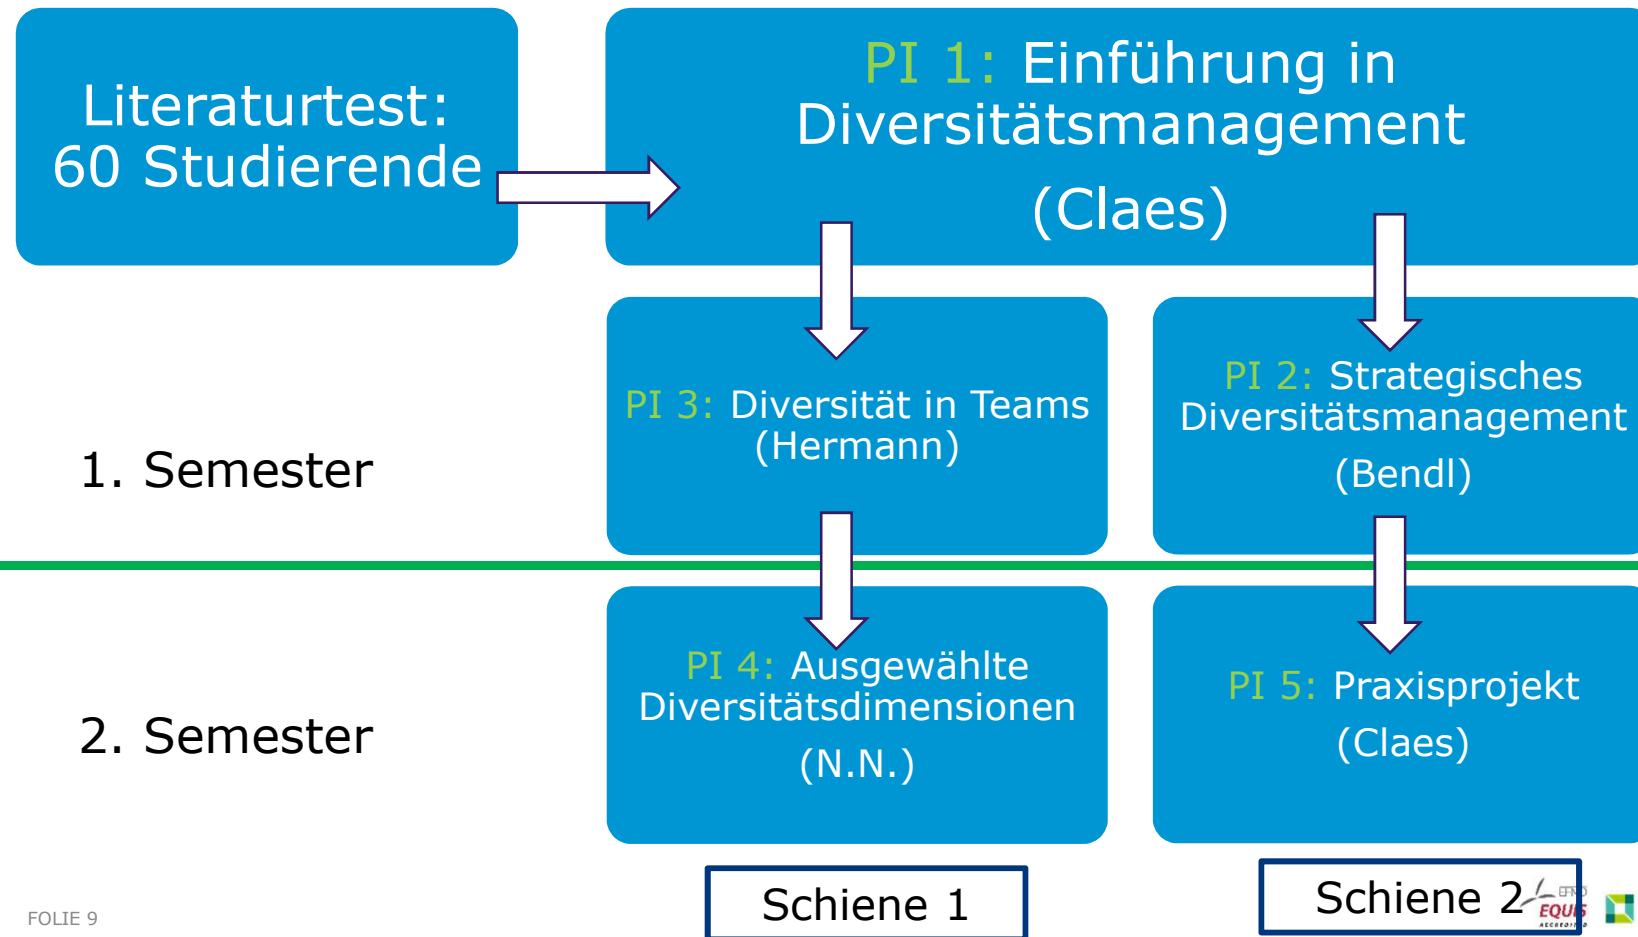 Literaturtest:
60 Studierende
PI 1: Einführung in
Diversitätsmanagement
(Claes)
1. Semester
PI 3: Diversität in Teams
(Hermann)
PI 2: Strategisches
Diversitätsmanagement
(Bendl)
2. Semester
PI 4: Ausgewählte
Diversitätsdimensionen
(N.N.)
PI 5: Praxisprojekt
(Claes)
Schiene 1
Schiene 2
FOLIE 9
EFMD
EQUIS
ACCREDITED